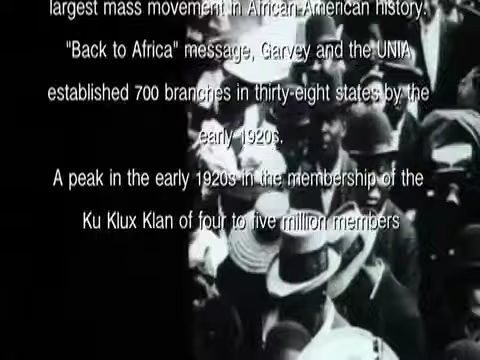 largest mass movement in African-American history.
"Back to Africa" message, Garvey and the UNIA
established 700 branches in thirty-eight states by the
early 1920s.
A peak in the early 1920s in the membership of the
Ku Klux Klan of four to five million members